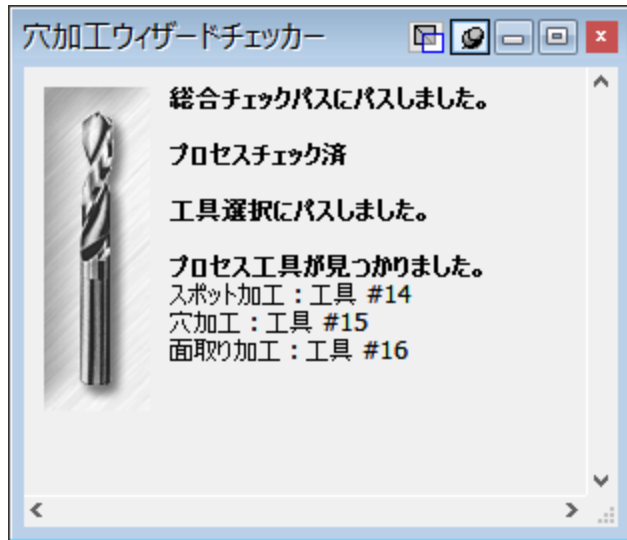 穴加工ウィザードチェッカー
総合チェックパスにパスしました。
プロセスチェック済
工具選択にパスしました。
プロセス工具が見つかりました。
スポット加工：工具 #14
穴加工：工具 #15
面取り加工：工具 #16